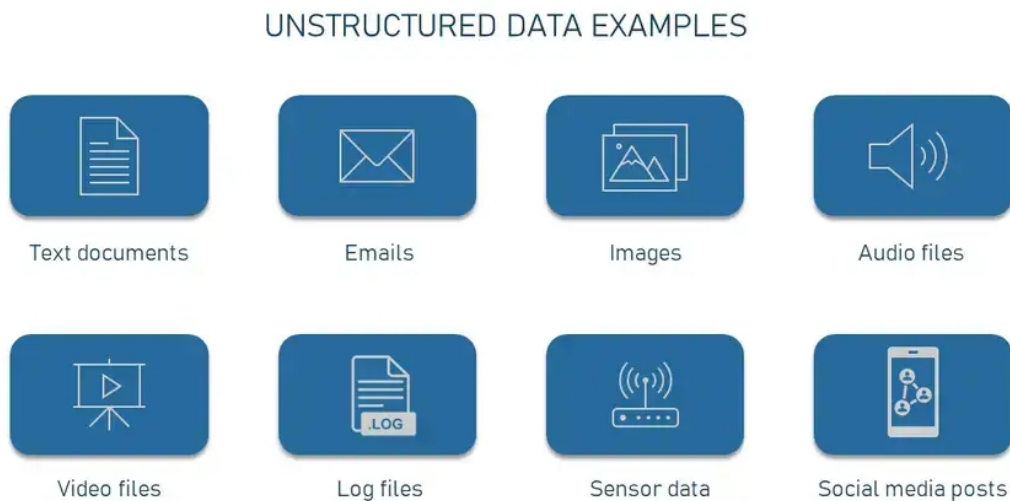 UNSTRUCTURED DATA EXAMPLES
Text documents
Emails
Images
Audio files
.LOG
Video files
Log files
Sensor data
Social media posts